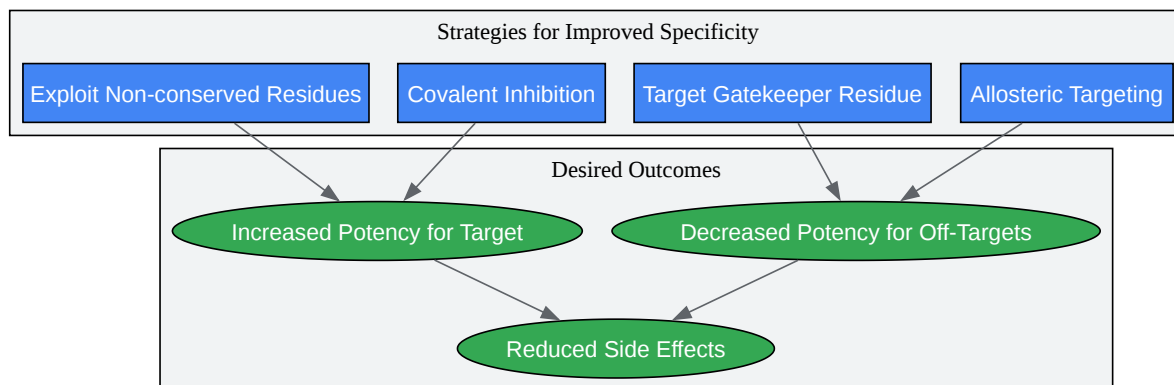 Strategies for Improved Specificity
Exploit Non-conserved Residues
Covalent Inhibition
Target Gatekeeper Residue
Allosteric Targeting
Desired Outcomes
Increased Potency for Target
Decreased Potency for Off-Targets
Reduced Side Effects